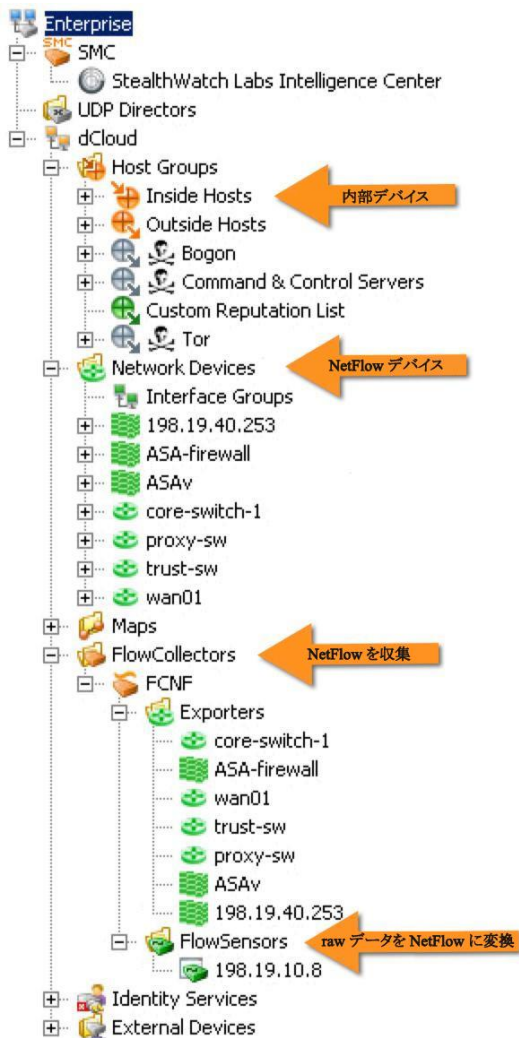 Enterprise
SMC
SMC
StealthWatch Labs Intelligence Center
UDP Directors
dCloud
Host Groups
Inside Hosts
内部デバイス
Outside Hosts
Bogon
Command & Control Servers
Custom Reputation List
Tor
Network Devices
NetFlow デバイス
Interface Groups
198.19.40.253
ASA-firewall
ASAv
core-switch-1
proxy-sw
trust-sw
wan01
Maps
FlowCollectors
NetFlow を収集
FCNF
Exporters
core-switch-1
ASA-firewall
wan01
trust-sw
proxy-sw
ASAv
198.19.40.253
FlowSensors
raw データを NetFlow に変換
198.19.10.8
Identity Services
External Devices